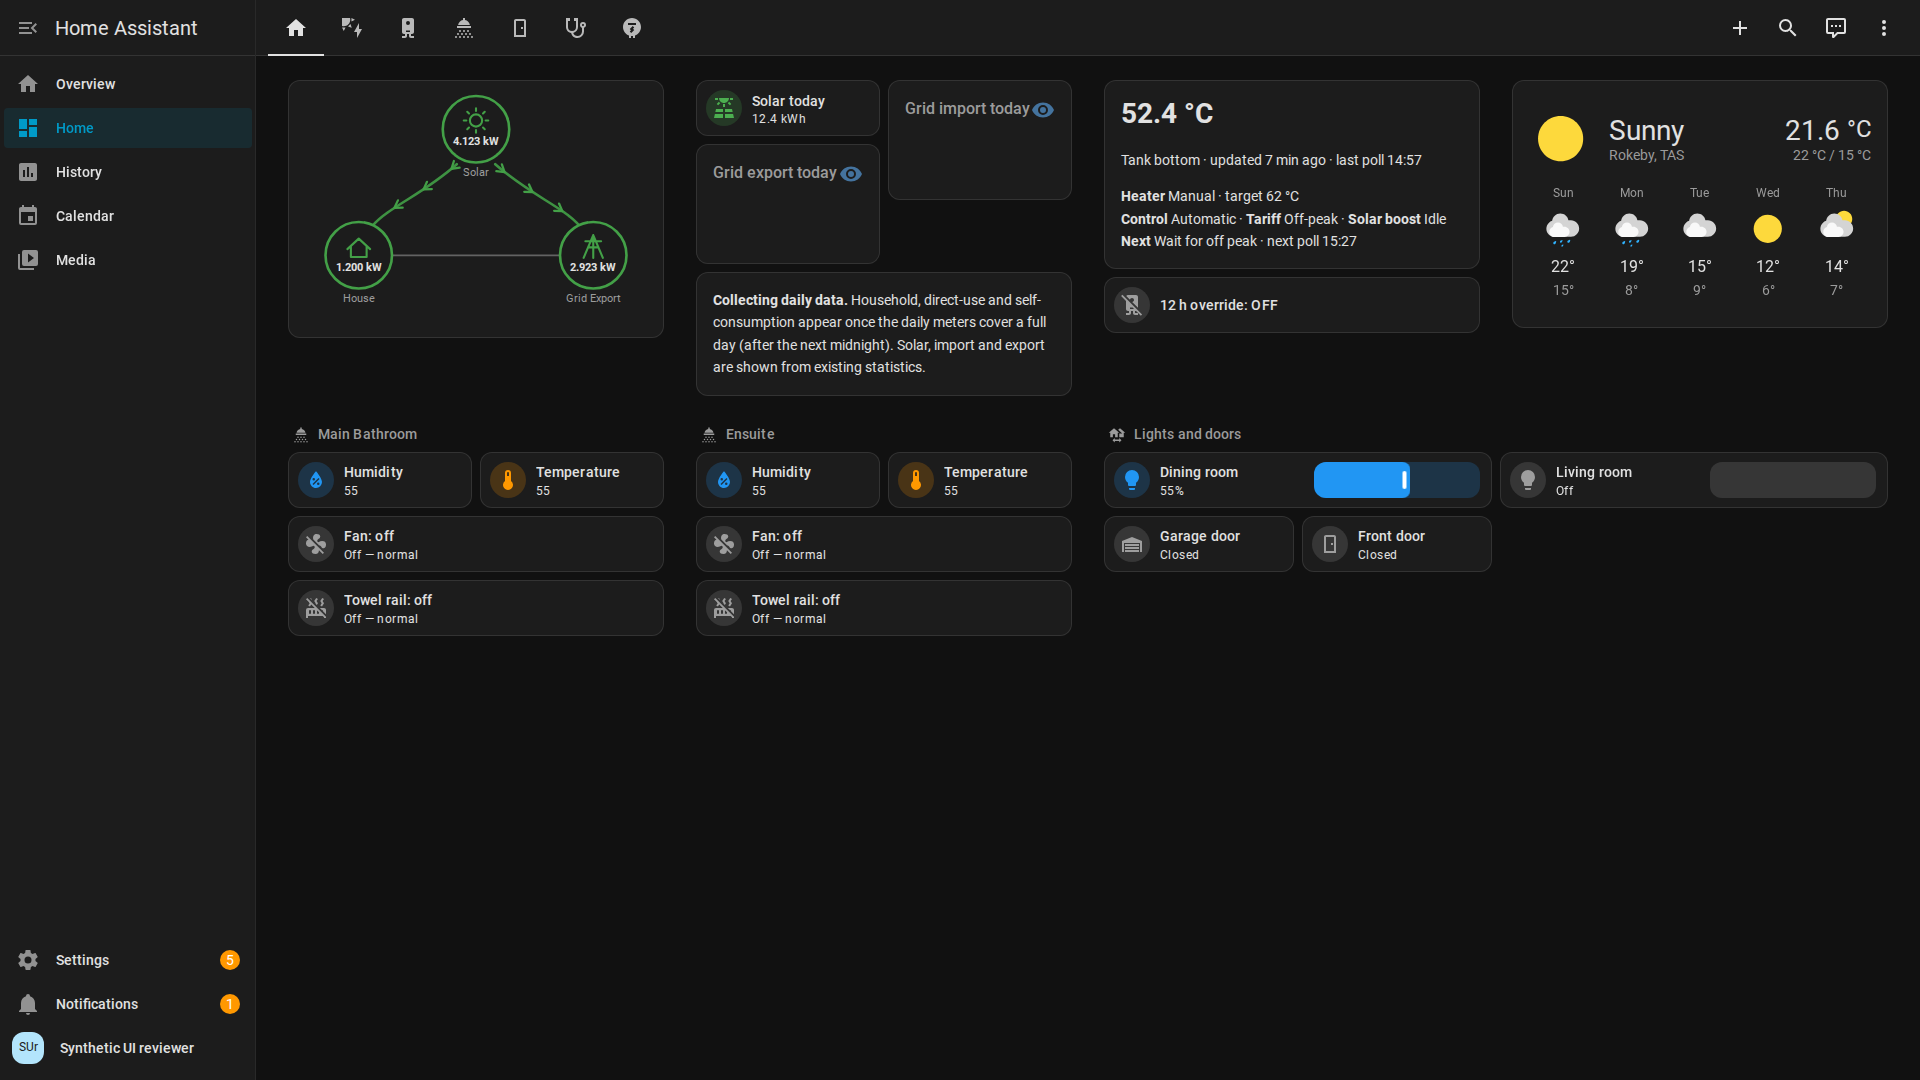 Home Assistant
Overview
Home
History
Calendar
Media
Settings
5
Notifications
1
SUr
Synthetic UI reviewer
4.123 kW
Solar
1.200 kW
House
2.923 kW
Grid Export
Solar today
12.4 kWh
Grid import today
Grid export today
Collecting daily data. Household, direct-use and self-
consumption appear once the daily meters cover a full
day (after the next midnight). Solar, import and export
are shown from existing statistics.
52.4 °C
Tank bottom · updated 7 min ago · last poll 14:57
Heater Manual · target 62 °C
Control Automatic · Tariff Off-peak · Solar boost Idle
Next Wait for off peak · next poll 15:27
12 h override: OFF
Sunny
Rokeby, TAS
21.6 °C
22 °C / 15 °C
Sun Mon Tue Wed Thu
22° 19° 15° 12° 14°
15° 8° 9° 6° 7°
Main Bathroom
Humidity
55
Temperature
55
Fan: off
Off — normal
Towel rail: off
Off — normal
Ensuite
Humidity
55
Temperature
55
Fan: off
Off — normal
Towel rail: off
Off — normal
Lights and doors
Dining room
55%
Living room
Off
Garage door
Closed
Front door
Closed